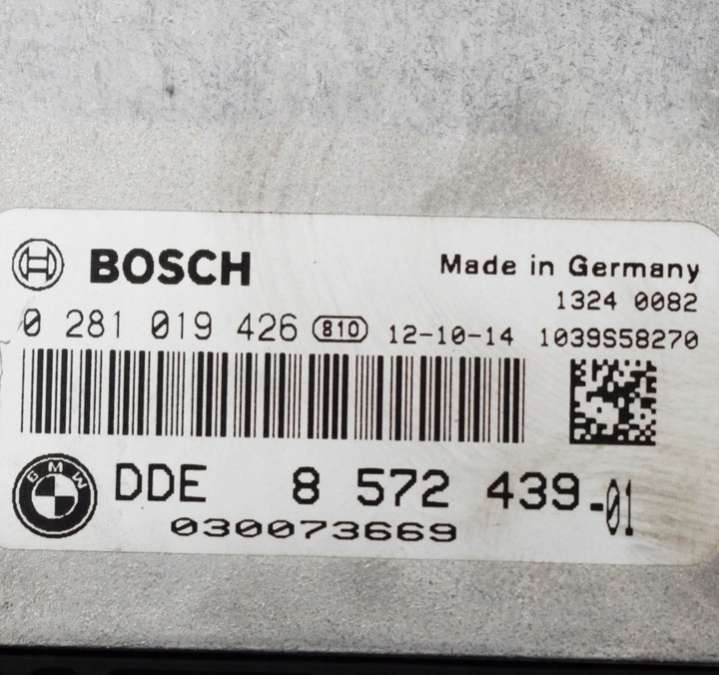 BOSCH Made in Germany
1324 0082
0 281 019 426 810 12-10-14 1039S58270
BMW DDE 8 572 439-01
030073669